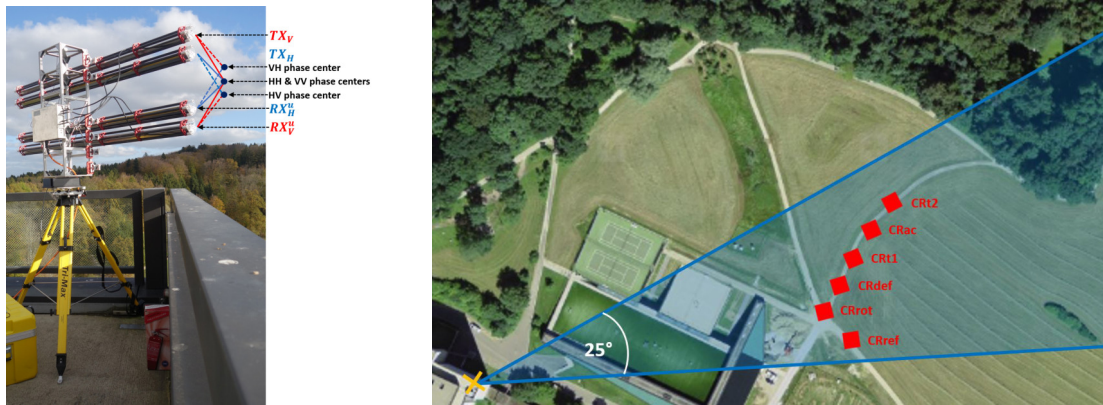 TX_V
TX_H
VH phase center
HH & VV phase centers
HV phase center
RX_H^u
RX_V^u
Tri-Max
25°
CRt2
CRac
CRt1
CRdef
CRrot
CRref